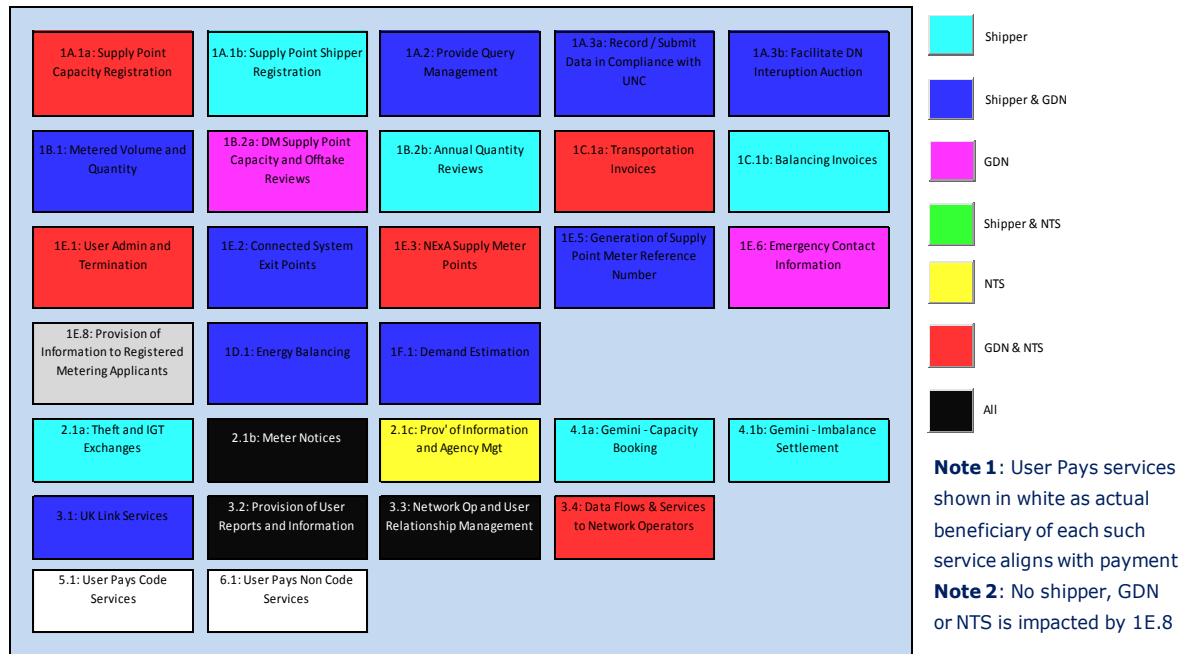 1A.1a: Supply Point
Capacity Registration
1A.1b: Supply Point Shipper
Registration
1A.2: Provide Query
Management
1A.3a: Record / Submit
Data in Compliance with
UNC
1A.3b: Facilitate DN
Interuption Auction
1B.1: Metered Volume and
Quantity
1B.2a: DM Supply Point
Capacity and Offtake
Reviews
1B.2b: Annual Quantity
Reviews
1C.1a: Transportation
Invoices
1C.1b: Balancing Invoices
1E.1: User Admin and
Termination
1E.2: Connected System
Exit Points
1E.3: NExA Supply Meter
Points
1E.5: Generation of Supply
Point Meter Reference
Number
1E.6: Emergency Contact
Information
1E.8: Provision of
Information to Registered
Metering Applicants
1D.1: Energy Balancing
1F.1: Demand Estimation
2.1a: Theft and IGT
Exchanges
2.1b: Meter Notices
2.1c: Prov' of Information
and Agency Mgt
4.1a: Gemini - Capacity
Booking
4.1b: Gemini - Imbalance
Settlement
3.1: UK Link Services
3.2: Provision of User
Reports and Information
3.3: Network Op and User
Relationship Management
3.4: Data Flows & Services
to Network Operators
5.1: User Pays Code
Services
6.1: User Pays Non Code
Services
Shipper
Shipper & GDN
GDN
Shipper & NTS
NTS
GDN & NTS
All
Note 1: User Pays services
shown in white as actual
beneficiary of each such
service aligns with payment
Note 2: No shipper, GDN
or NTS is impacted by 1E.8